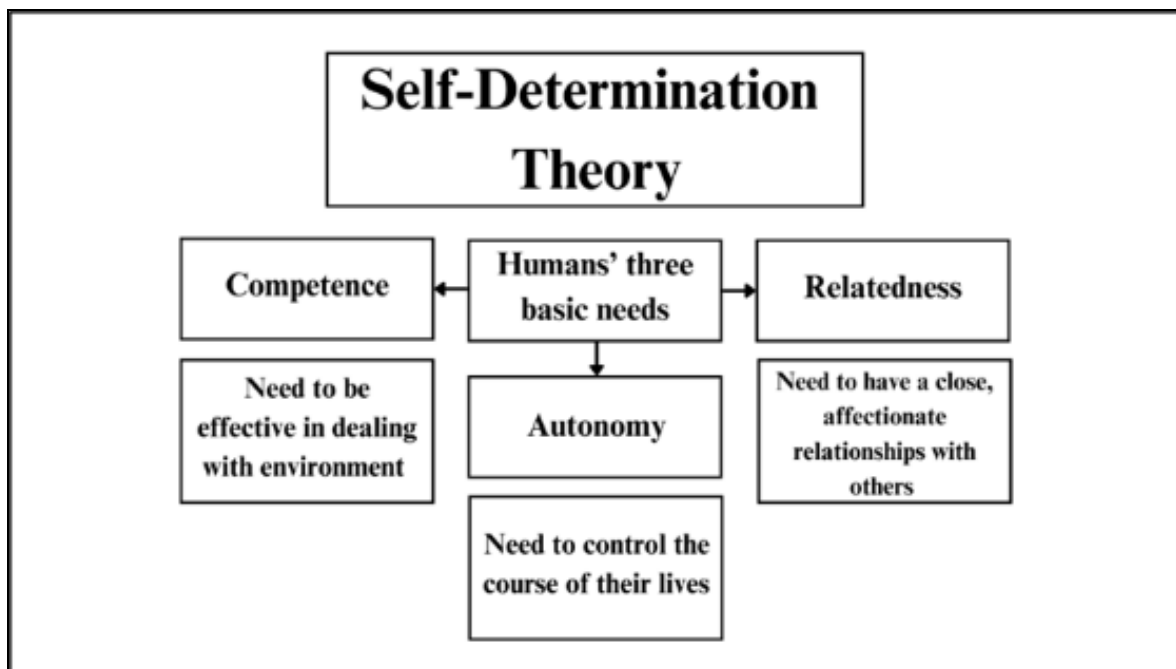 Self-Determination
Theory
Competence
Humans’ three
basic needs
Relatedness
Need to be
effective in dealing
with environment
Autonomy
Need to have a close,
affectionate
relationships with
others
Need to control the
course of their lives